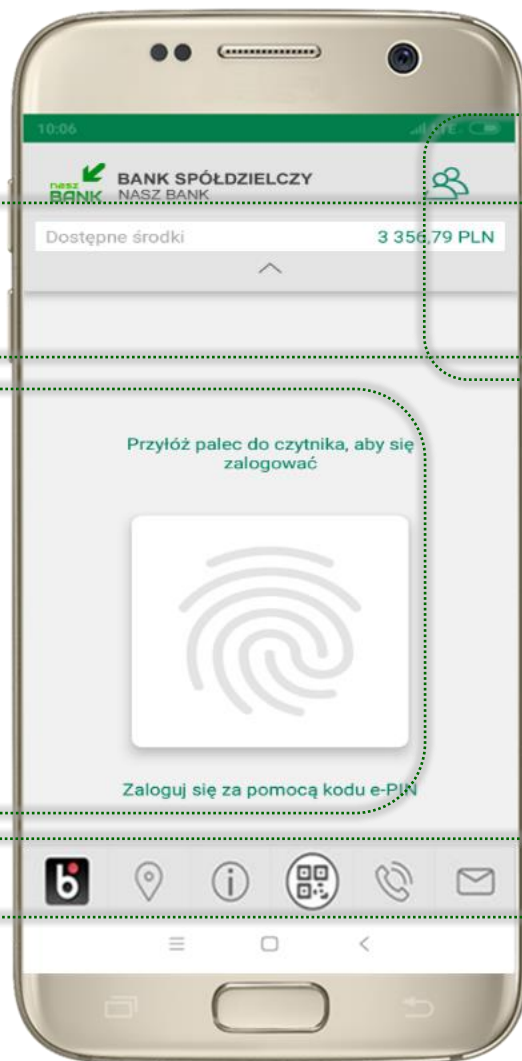 10:06
LTE
nasz
BANK
BANK SPÓŁDZIELCZY
NASZ BANK
Dostępne środki
3 356,79 PLN
Przyłóż palec do czytnika, aby się
zalogować
Zaloguj się za pomocą kodu e-PIN
b
i